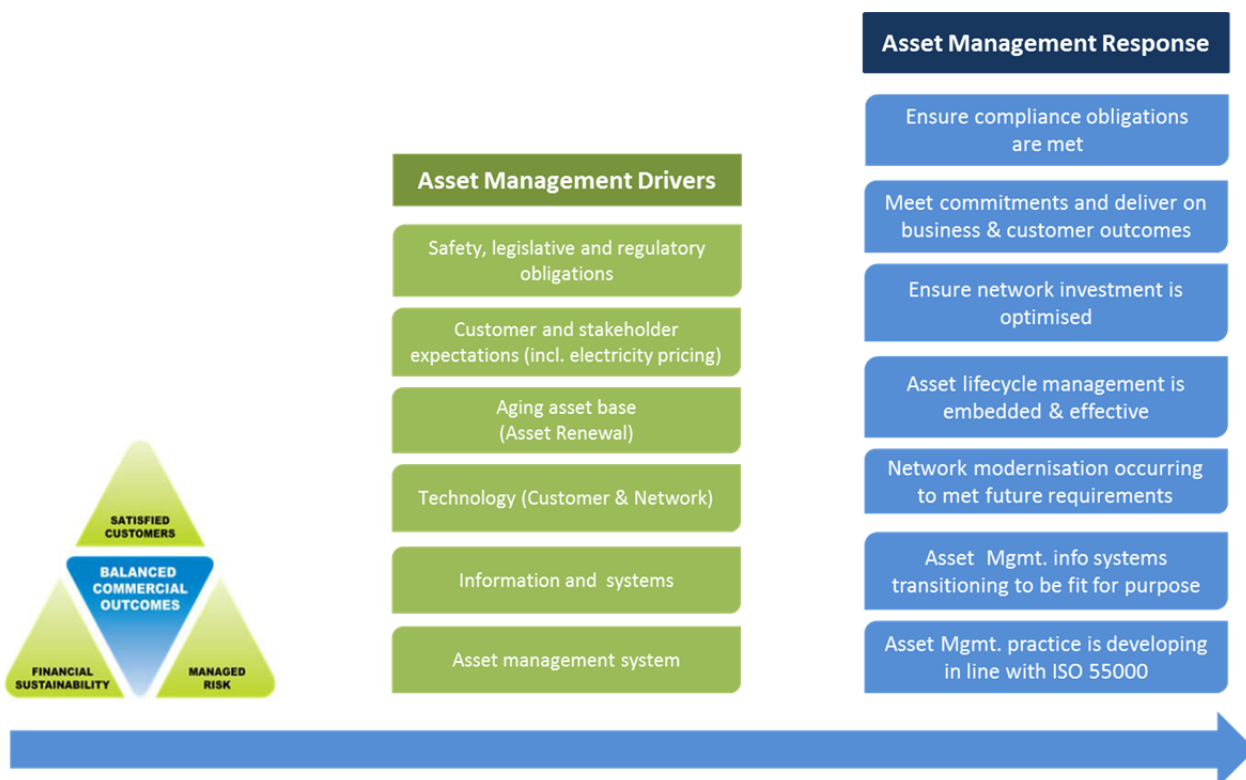 Asset Management Response
Ensure compliance obligations
are met
Meet commitments and deliver on
business & customer outcomes
Ensure network investment is
optimised
Asset lifecycle management is
embedded & effective
Network modernisation occurring
to met future requirements
Asset Mgmt. info systems
transitioning to be fit for purpose
Asset Mgmt. practice is developing
in line with ISO 55000
Asset Management Drivers
Safety, legislative and regulatory
obligations
Customer and stakeholder
expectations (incl. electricity pricing)
Aging asset base
(Asset Renewal)
Technology (Customer & Network)
Information and systems
Asset management system
SATISFIED
CUSTOMERS
BALANCED
COMMERCIAL
OUTCOMES
FINANCIAL
SUSTAINABILITY
MANAGED
RISK